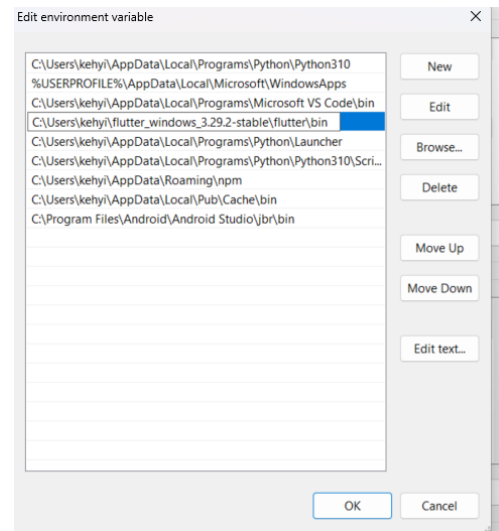 Edit environment variable
C:\Users\kehyi\AppData\Local\Programs\Python\Python310
%USERPROFILE%\AppData\Local\Microsoft\WindowsApps
C:\Users\kehyi\AppData\Local\Programs\Microsoft VS Code\bin
C:\Users\kehyi\flutter_windows_3.29.2-stable\flutter\bin
C:\Users\kehyi\AppData\Local\Programs\Python\Launcher
C:\Users\kehyi\AppData\Local\Programs\Python\Python310\Scri...
C:\Users\kehyi\AppData\Roaming\npm
C:\Users\kehyi\AppData\Local\Pub\Cache\bin
C:\Program Files\Android\Android Studio\jbr\bin
New
Edit
Browse...
Delete
Move Up
Move Down
Edit text...
OK
Cancel